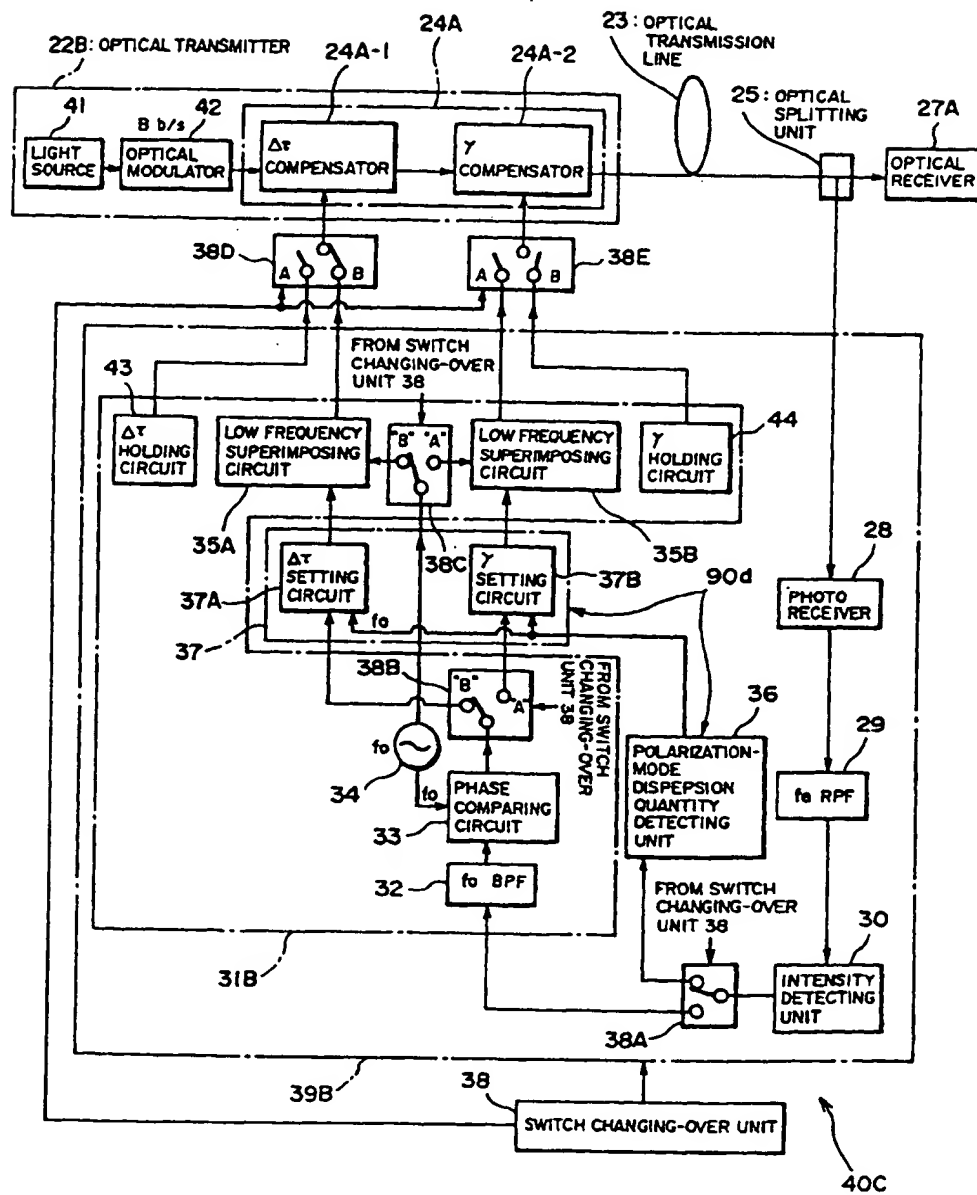 22B: OPTICAL TRANSMITTER
24A
24A-1
24A-2
23: OPTICAL
TRANSMISSION
LINE
25: OPTICAL
SPLITTING
UNIT
27A
41
B b/s
42
LIGHT
SOURCE
OPTICAL
MODULATOR
Δτ
COMPENSATOR
γ
COMPENSATOR
OPTICAL
RECEIVER
38D
A
B
A
B
38E
FROM SWITCH
CHANGING-OVER
UNIT 38
43
Δτ
HOLDING
CIRCUIT
LOW FREQUENCY
SUPERIMPOSING
CIRCUIT
"B"
"A"
LOW FREQUENCY
SUPERIMPOSING
CIRCUIT
γ
HOLDING
CIRCUIT
44
35A
38C
35B
28
Δτ
SETTING
CIRCUIT
37A
γ
SETTING
CIRCUIT
37B
90d
PHOTO
RECEIVER
fo
37
38B
"B"
"A"
FROM SWITCH
CHANGING-OVER
UNIT 38
36
29
fo
34
fo
PHASE
COMPARING
CIRCUIT
33
POLARIZATION-
MODE
DISPEPSION
QUANTITY
DETECTING
UNIT
fe RPF
32
fo BPF
FROM SWITCH
CHANGING-OVER
UNIT 38
30
31B
38A
INTENSITY
DETECTING
UNIT
39B
38
SWITCH CHANGING-OVER UNIT
40C